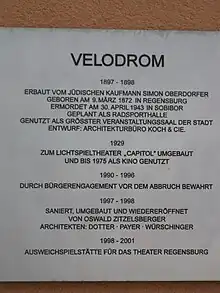 VELODROM
1897 - 1898
ERBAUT VOM JÜDISCHEN KAUFMANN SIMON OBERDORFER
GEBOREN AM 9.MÄRZ 1872 IN REGENSBURG
ERMORDET AM 30.APRIL 1943 IN SOBIBOR
GEPLANT ALS RADSPORTHALLE
GENUTZT ALS GRÖSSTER VERANSTALTUNGSSAAL DER STADT
ENTWURF: ARCHITEKTURBÜRO KOCH & CIE.
1929
ZUM LICHTSPIELTHEATER „CAPITOL" UMGEBAUT
UND BIS 1975 ALS KINO GENUTZT
1990 - 1996
DURCH BÜRGERENGAGEMENT VOR DEM ABBRUCH BEWAHRT
1997 - 1998
SANIERT, UMGEBAUT UND WIEDERERÖFFNET
VON OSWALD ZITZELSBERGER
ARCHITEKTEN: DOTTER - PAYER - WÜRSCHINGER
1998 - 2001
AUSWEICHSPIELSTÄTTE FÜR DAS THEATER REGENSBURG